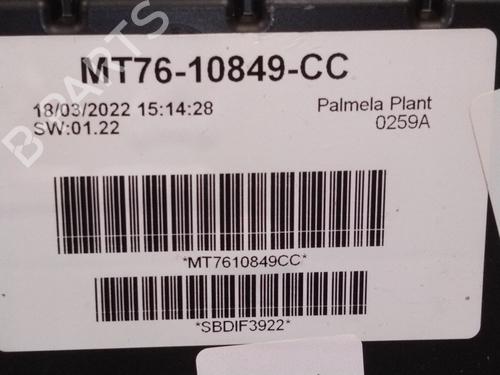 MT76-10849-CC
18/03/2022 15:14:28 Palmela Plant
SW:01.22 0259A
*MT7610849CC*
*SBDIF3922*
B-PARTS